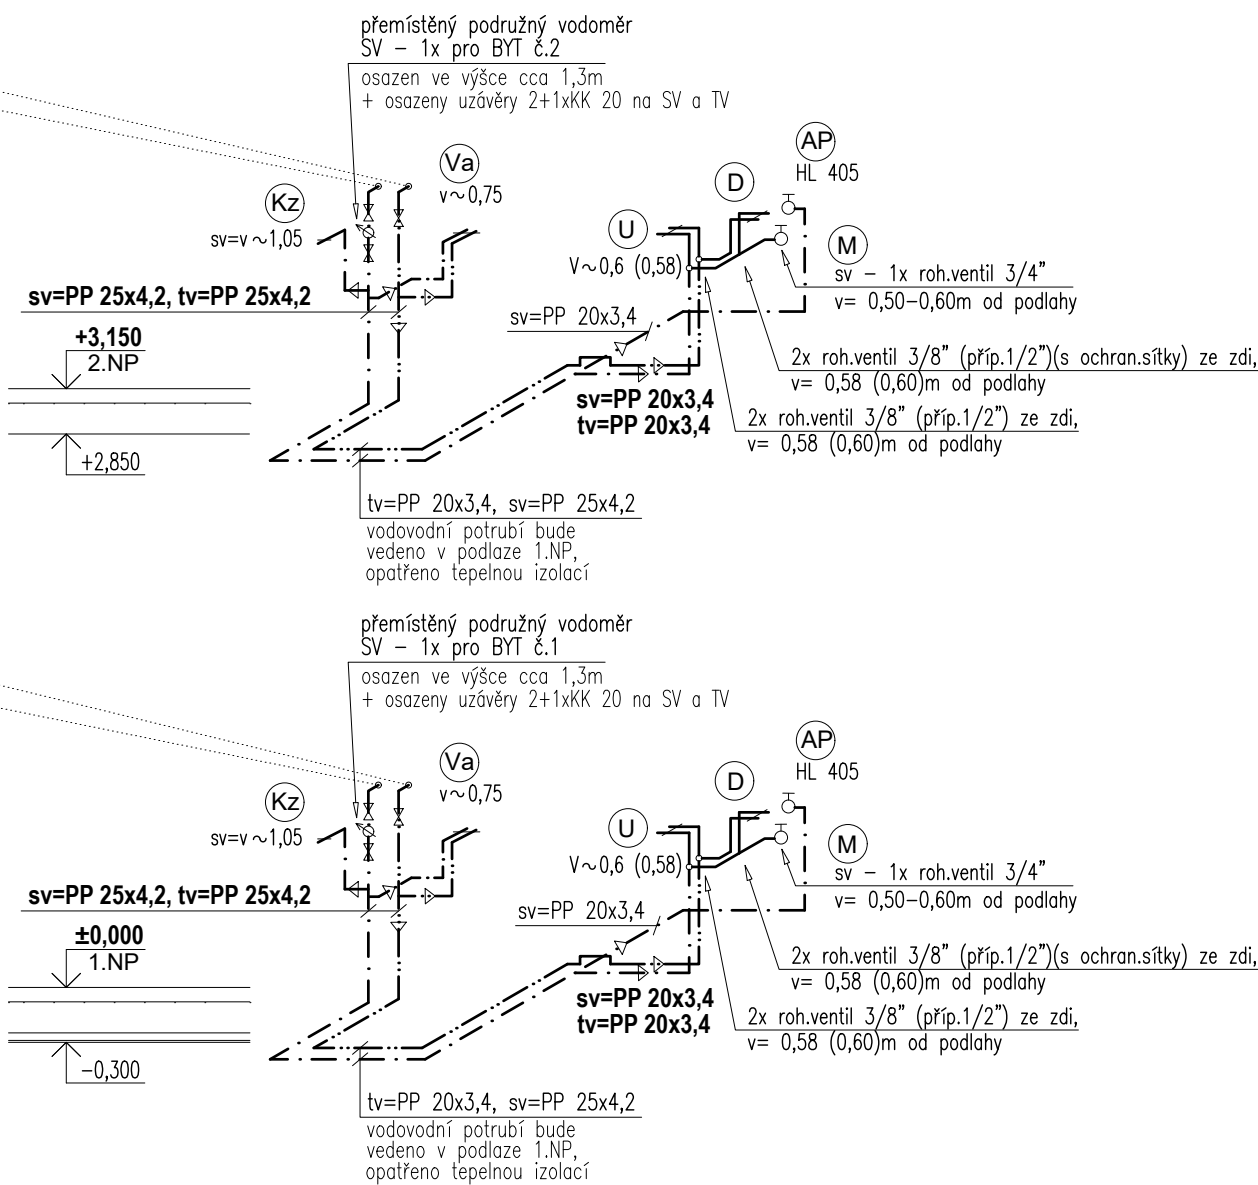 přemístěný podružný vodoměr
SV – 1x pro BYT č.2
osazen ve výšce cca 1,3m
+ osazeny uzávěry 2+1xKK 20 na SV a TV
AP
HL 405
Va
v~0,75
D
Kz
sv=v~1,05
U
V~0,6 (0,58)
M
sv – 1x roh.ventil 3/4”
v= 0,50–0,60m od podlahy
sv=PP 25x4,2, tv=PP 25x4,2
sv=PP 20x3,4
+3,150
2.NP
2x roh.ventil 3/8” (příp.1/2”)(s ochran.sítky) ze zdi,
v= 0,58 (0,60)m od podlahy
sv=PP 20x3,4
tv=PP 20x3,4
2x roh.ventil 3/8” (příp.1/2”) ze zdi,
v= 0,58 (0,60)m od podlahy
+2,850
tv=PP 20x3,4, sv=PP 25x4,2
vodovodní potrubí bude
vedeno v podlaze 1.NP,
opatřeno tepelnou izolací
přemístěný podružný vodoměr
SV – 1x pro BYT č.1
osazen ve výšce cca 1,3m
+ osazeny uzávěry 2+1xKK 20 na SV a TV
AP
HL 405
Va
v~0,75
D
Kz
sv=v~1,05
U
V~0,6 (0,58)
M
sv – 1x roh.ventil 3/4”
v= 0,50–0,60m od podlahy
sv=PP 25x4,2, tv=PP 25x4,2
sv=PP 20x3,4
±0,000
1.NP
2x roh.ventil 3/8” (příp.1/2”)(s ochran.sítky) ze zdi,
v= 0,58 (0,60)m od podlahy
sv=PP 20x3,4
tv=PP 20x3,4
2x roh.ventil 3/8” (příp.1/2”) ze zdi,
v= 0,58 (0,60)m od podlahy
–0,300
tv=PP 20x3,4, sv=PP 25x4,2
vodovodní potrubí bude
vedeno v podlaze 1.NP,
opatřeno tepelnou izolací